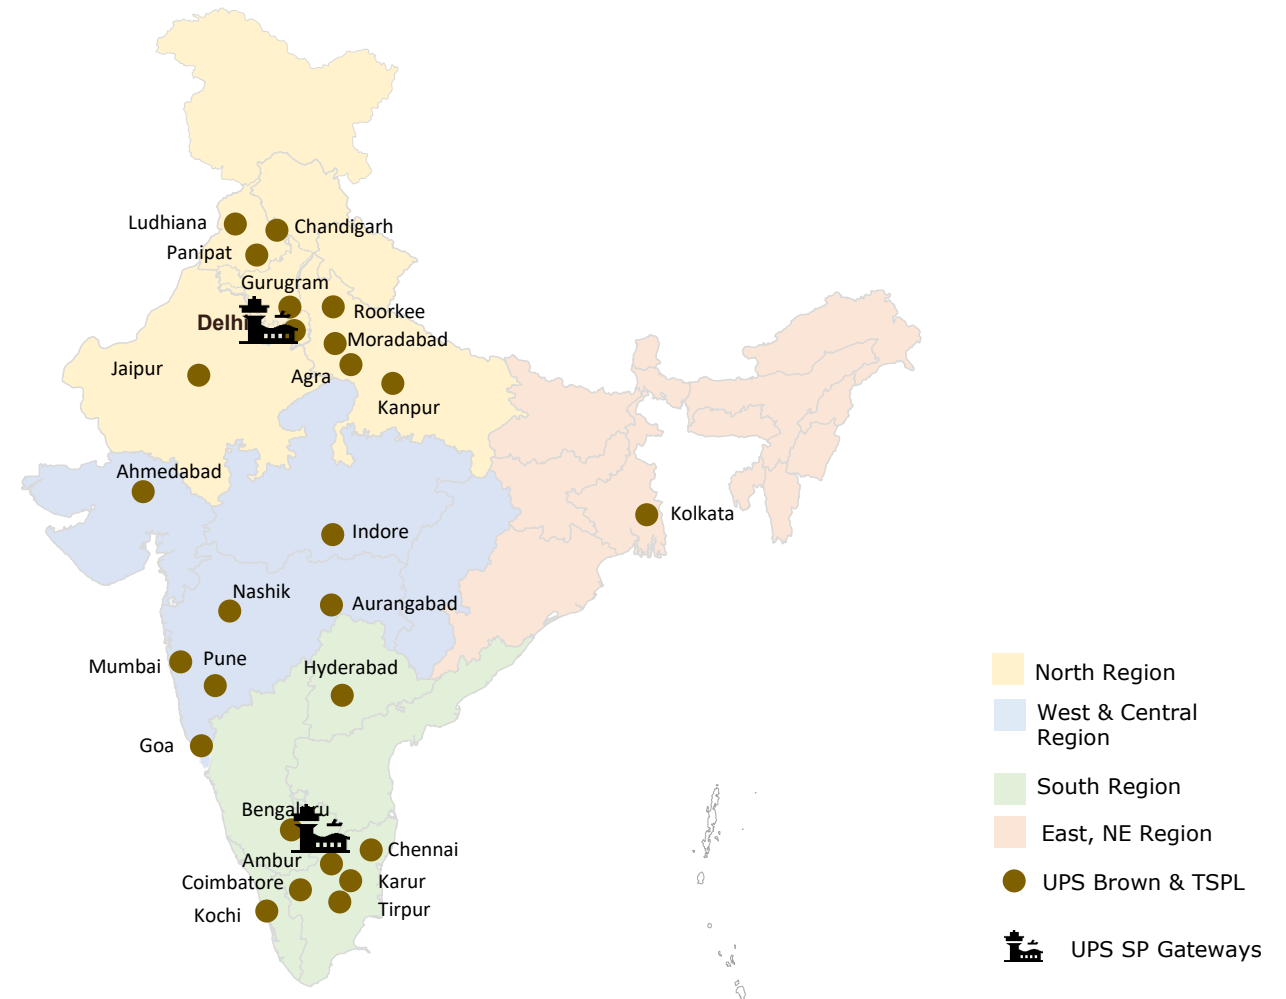 Ludhiana
Chandigarh
Panipat
Gurugram
Roorkee
Delhi
Moradabad
Jaipur
Agra
Kanpur
Ahmedabad
Kolkata
Indore
Nashik
Aurangabad
Mumbai
Pune
Hyderabad
Goa
Bengaluru
Chennai
Ambur
Coimbatore
Karur
Kochi
Tirpur
North Region
West & Central
Region
South Region
East, NE Region
UPS Brown & TSPL
UPS SP Gateways